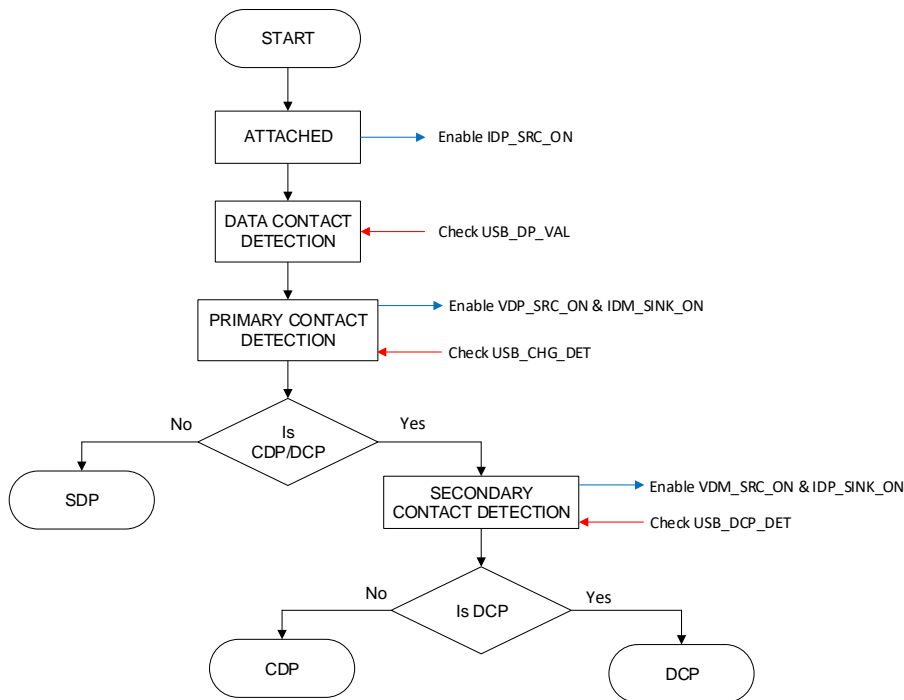 START
ATTACHED
Enable IDP_SRC_ON
DATA CONTACT
DETECTION
Check USB_DP_VAL
Enable VDP_SRC_ON & IDM_SINK_ON
PRIMARY CONTACT
DETECTION
Check USB_CHG_DET
No
Is
CDP/DCP
Yes
SDP
SECONDARY
CONTACT DETECTION
Enable VDM_SRC_ON & IDP_SINK_ON
Check USB_DCP_DET
No
Is DCP
Yes
CDP
DCP